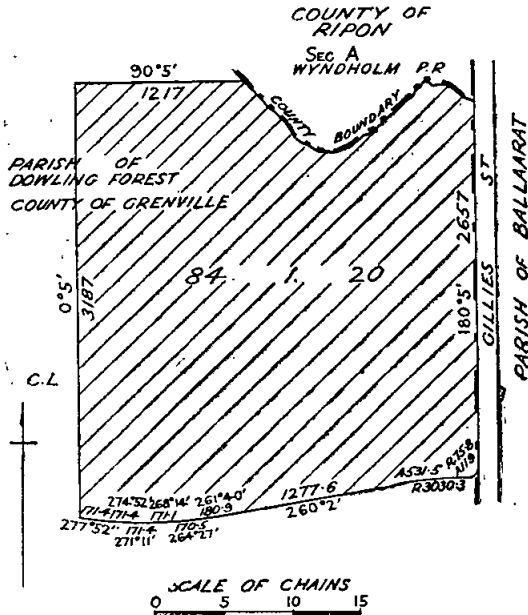 COUNTY OF
RIPON
SEC A
WYNDHOLM P.R
90°5'
1217
COUNTY BOUNDARY
PARISH OF
DOWLING FOREST
COUNTY OF GRENVILLE
0°5'
3187
84 1. 20
2657
180°5'
GILLIES ST
PARISH OF BALLAARAT
C.L
274°52' 268°14' 261°40'
171.4 171.4 171.1 180.9
277°52" 171.4 170.5
271°11' 264°27'
1277.6
260°2'
A531.5
R3030.3
R75.8
A119
SCALE OF CHAINS
0 5 10 15